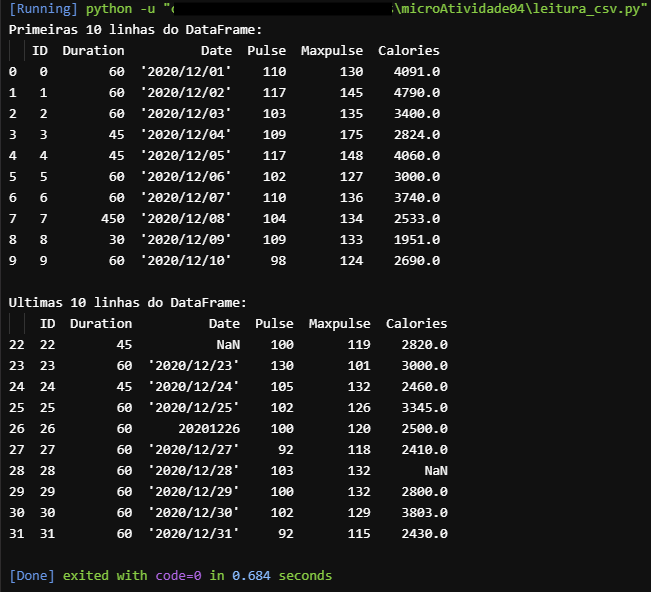 [Running] python -u "c s\microAtividade04\leitura_csv.py"
Primeiras 10 linhas do DataFrame:
ID Duration Date Pulse Maxpulse Calories
0 0 60 '2020/12/01' 110 130 4091.0
1 1 60 '2020/12/02' 117 145 4790.0
2 2 60 '2020/12/03' 103 135 3400.0
3 3 45 '2020/12/04' 109 175 2824.0
4 4 45 '2020/12/05' 117 148 4060.0
5 5 60 '2020/12/06' 102 127 3000.0
6 6 60 '2020/12/07' 110 136 3740.0
7 7 450 '2020/12/08' 104 134 2533.0
8 8 30 '2020/12/09' 109 133 1951.0
9 9 60 '2020/12/10' 98 124 2690.0
Ultimas 10 linhas do DataFrame:
ID Duration Date Pulse Maxpulse Calories
22 22 45 NaN 100 119 2820.0
23 23 60 '2020/12/23' 130 101 3000.0
24 24 45 '2020/12/24' 105 132 2460.0
25 25 60 '2020/12/25' 102 126 3345.0
26 26 60 20201226 100 120 2500.0
27 27 60 '2020/12/27' 92 118 2410.0
28 28 60 '2020/12/28' 103 132 NaN
29 29 60 '2020/12/29' 100 132 2800.0
30 30 60 '2020/12/30' 102 129 3803.0
31 31 60 '2020/12/31' 92 115 2430.0
[Done] exited with code=0 in 0.684 seconds